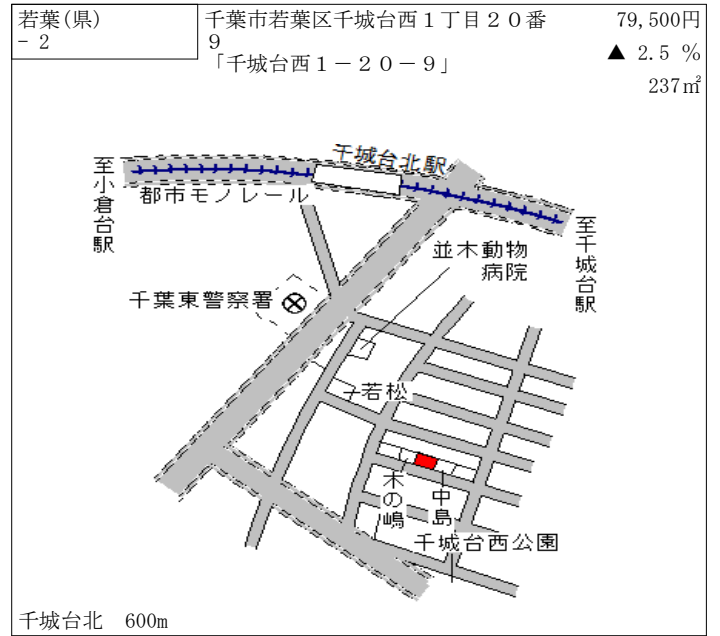 若葉(県)
- 2
千葉市若葉区千城台西１丁目２０番
９
「千城台西１－２０－９」
79,500円
▲ 2.5 %
237㎡
千城台北駅
至小倉台駅
都市モノレール
至千城台駅
並木動物
病院
千葉東警察署
若松
木の嶋
中島
千城台西公園
千城台北　600m